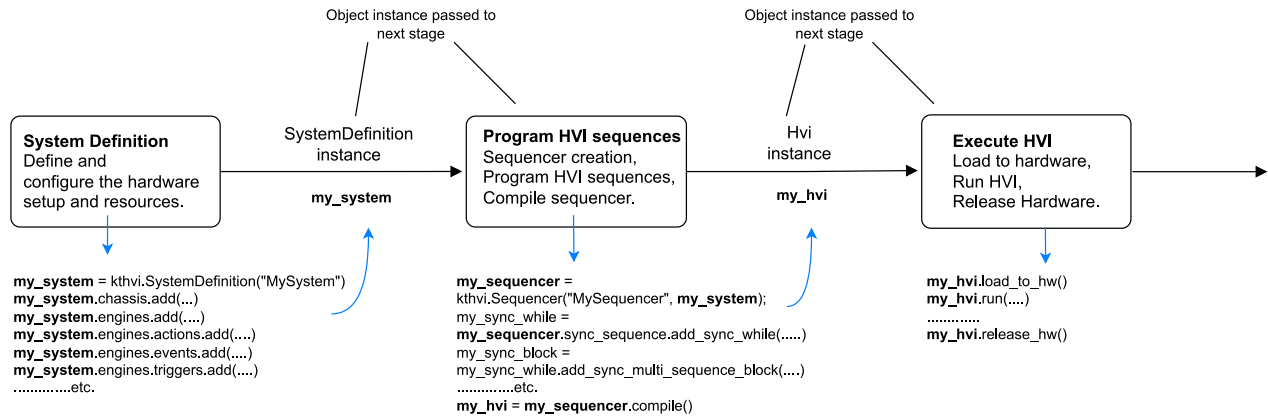 Object instance passed to
next stage
Object instance passed to
next stage
System Definition
Define and
configure the hardware
setup and resources.
SystemDefinition
instance
my_system
Program HVI sequences
Sequencer creation,
Program HVI sequences,
Compile sequencer.
Hvi
instance
my_hvi
Execute HVI
Load to hardware,
Run HVI,
Release Hardware.
my_system = kthvi.SystemDefinition("MySystem")
my_system.chassis.add(...)
my_system.engines.add(....)
my_system.engines.actions.add(....)
my_system.engines.events.add(....)
my_system.engines.triggers.add(....)
..............etc.
my_sequencer =
kthvi.Sequencer("MySequencer", my_system);
my_sync_while =
my_sequencer.sync_sequence.add_sync_while(.....)
my_sync_block =
my_sync_while.add_sync_multi_sequence_block(....)
..............etc.
my_hvi = my_sequencer.compile()
my_hvi.load_to_hw()
my_hvi.run(....)
.............
my_hvi.release_hw()